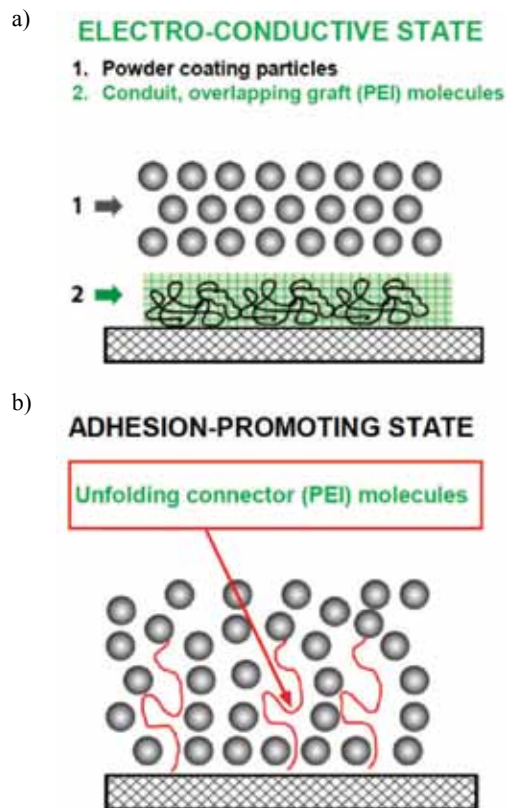 a)
ELECTRO-CONDUCTIVE STATE
1. Powder coating particles
2. Conduit, overlapping graft (PEI) molecules
1
2
b)
ADHESION-PROMOTING STATE
Unfolding connector (PEI) molecules